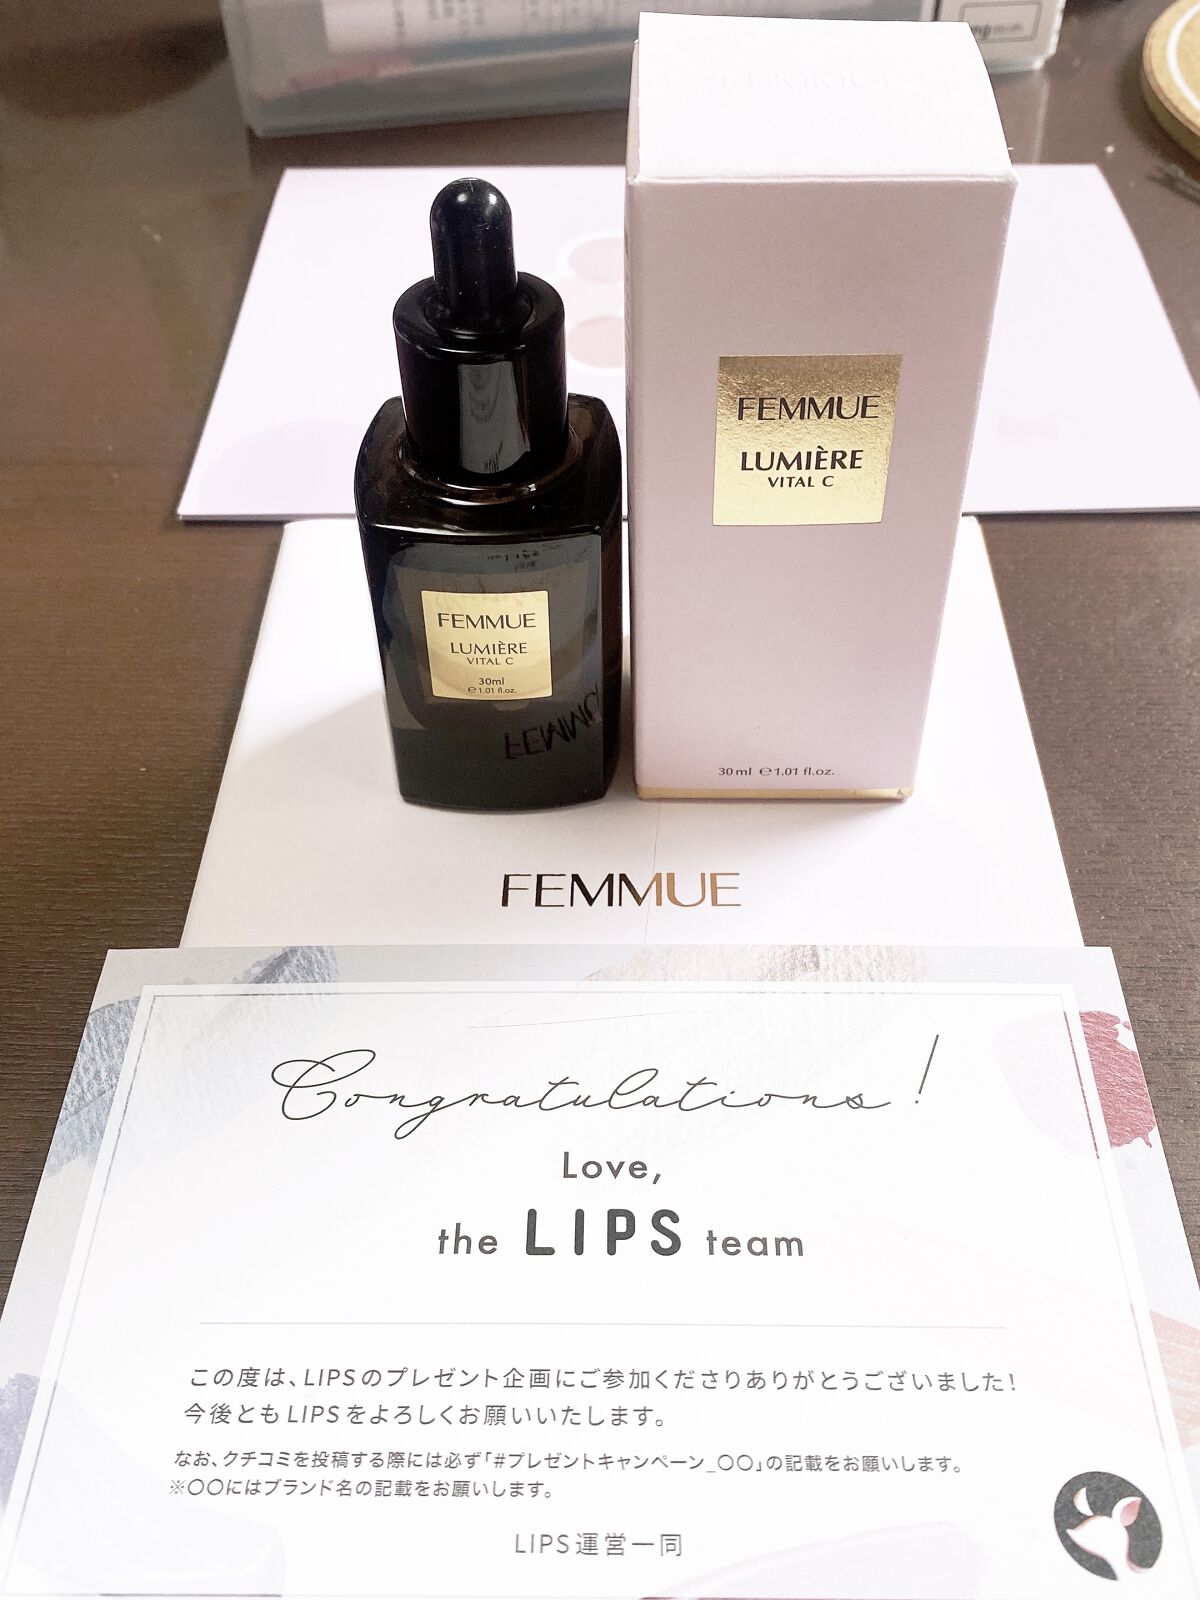 FEMMUE
FEMMUE
LUMIÈRE
VITAL C
30ml ℮1.01 fl.oz.
FEMMUE
LUMIÈRE
VITAL C
30ml
℮1.01 fl.oz.
FEMMUE
Congratulations!
Love,
the LIPS team
この度は、LIPSのプレゼント企画にご参加くださりありがとうございました!
今後ともLIPSをよろしくお願いいたします。
なお、クチコミを投稿する際には必ず「#プレゼントキャンペーン_〇〇」の記載をお願いします。
※〇〇にはブランド名の記載をお願いします。
LIPS運営一同